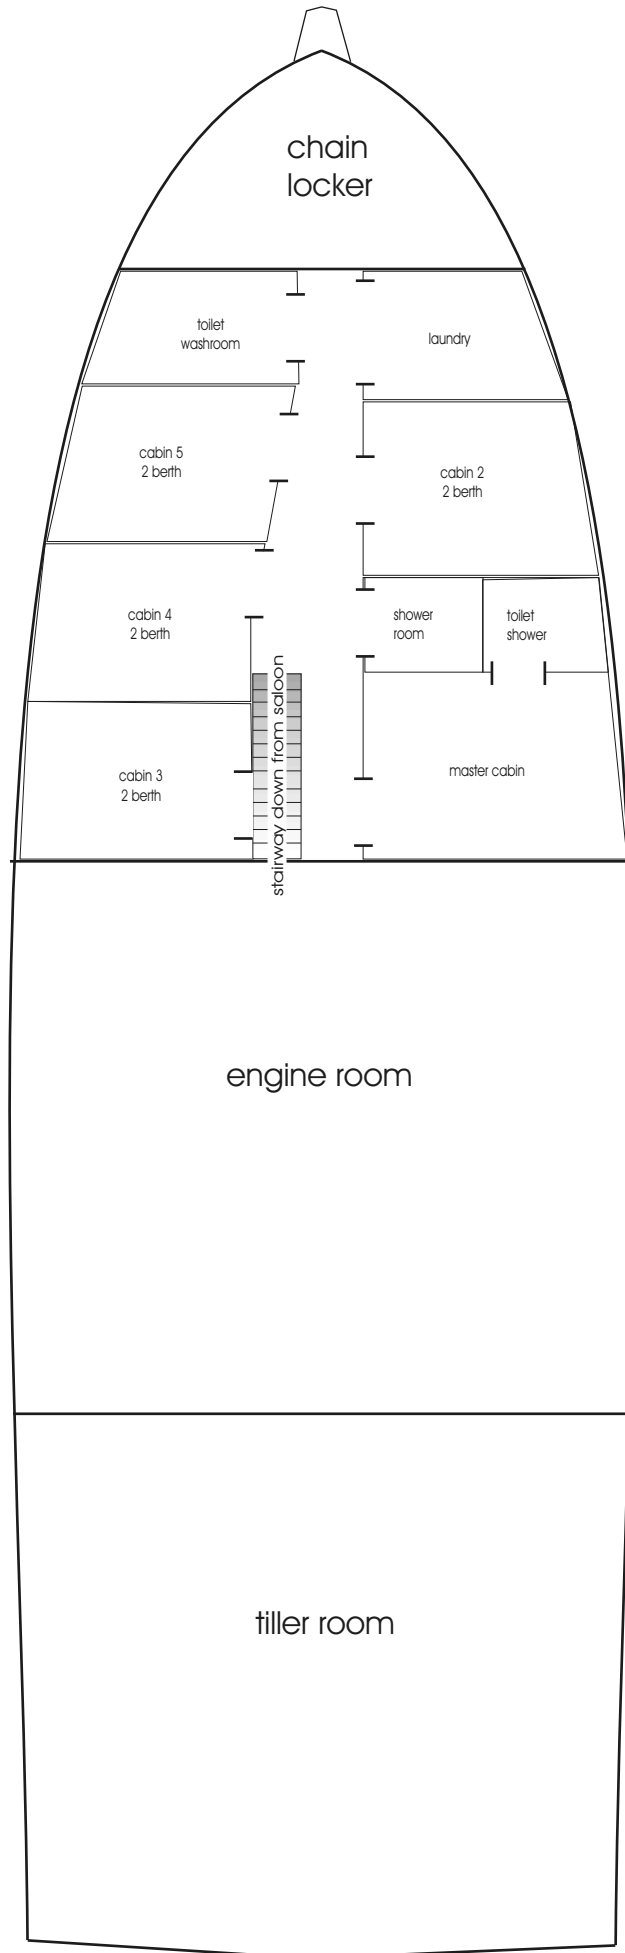 chain
locker
toilet
washroom
laundry
cabin 5
2 berth
cabin 2
2 berth
cabin 4
2 berth
shower
room
toilet
shower
stairway down from saloon
cabin 3
2 berth
master cabin
engine room
tiller room